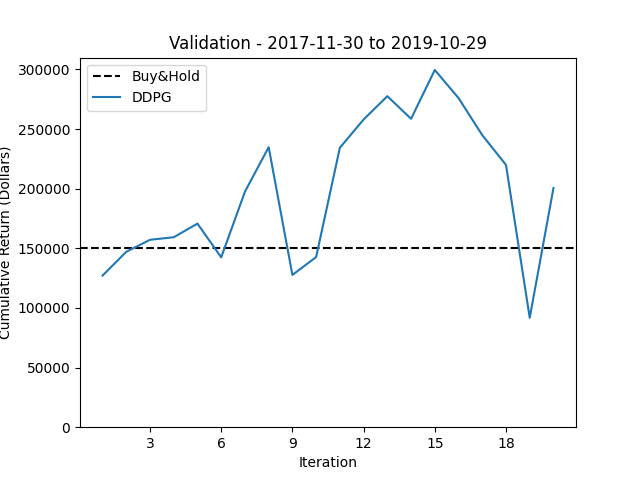 Validation - 2017-11-30 to 2019-10-29
Buy&Hold
DDPG
Cumulative Return (Dollars)
300000
250000
200000
150000
100000
50000
0
3 6 9 12 15 18
Iteration